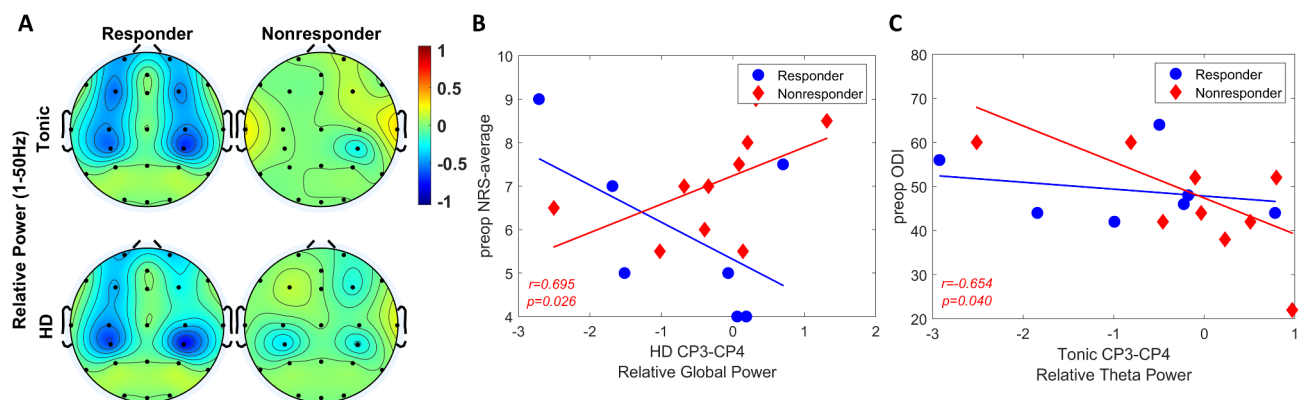 A
Responder
Nonresponder
Relative Power (1-50Hz)
Tonic
HD
1
0.5
0
-0.5
-1
B
10
9
8
7
6
5
4
preop NRS-average
Responder
Nonresponder
r=0.695
p=0.026
-3
-2
-1
0
1
2
HD CP3-CP4
Relative Global Power
C
80
70
60
50
40
30
20
preop ODI
Responder
Nonresponder
r=-0.654
p=0.040
-3
-2
-1
0
1
Tonic CP3-CP4
Relative Theta Power